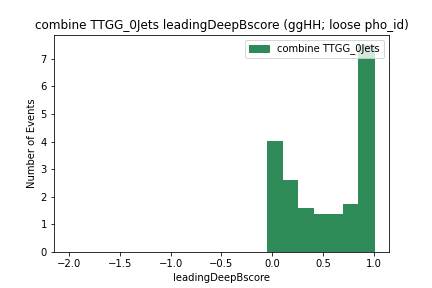 combine TTGG_0Jets leadingDeepBscore (ggHH; loose pho_id)
combine TTGG_0Jets
Number of Events
7
6
5
4
3
2
1
0
−2.0 −1.5 −1.0 −0.5 0.0 0.5 1.0
leadingDeepBscore